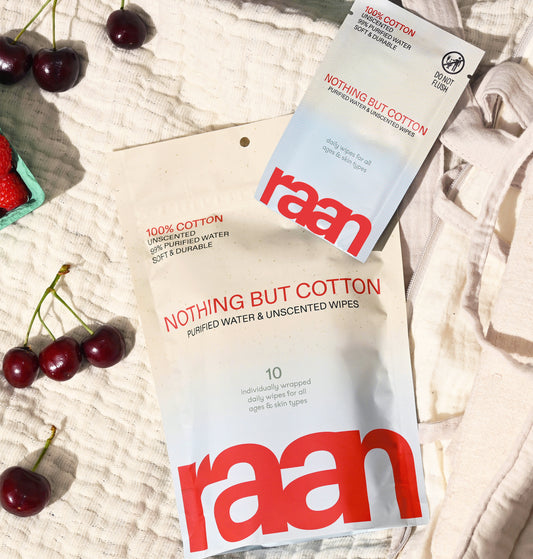 100% COTTON
UNSCENTED
99% PURIFIED WATER
SOFT & DURABLE
DO NOT
FLUSH
NOTHING BUT COTTON
PURIFIED WATER & UNSCENTED WIPES
daily wipes for all
ages & skin types
raan
100% COTTON
UNSCENTED
99% PURIFIED WATER
SOFT & DURABLE
NOTHING BUT COTTON
PURIFIED WATER & UNSCENTED WIPES
10
individually wrapped
daily wipes for all
ages & skin types
raan